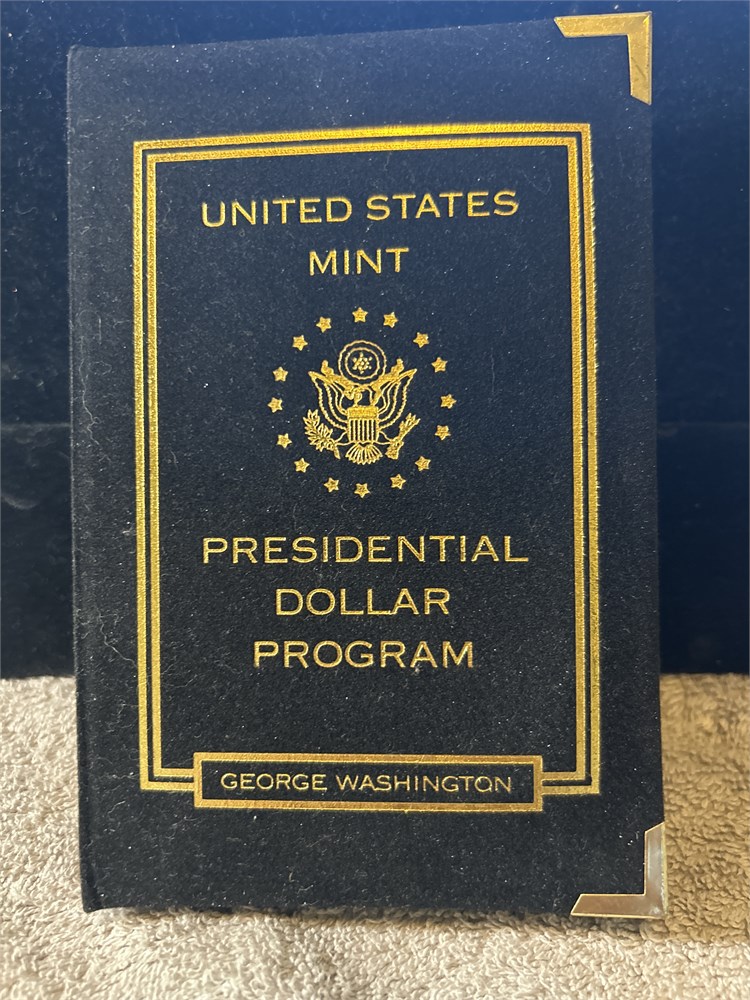 UNITED STATES
MINT
PRESIDENTIAL
DOLLAR
PROGRAM
GEORGE WASHINGTON